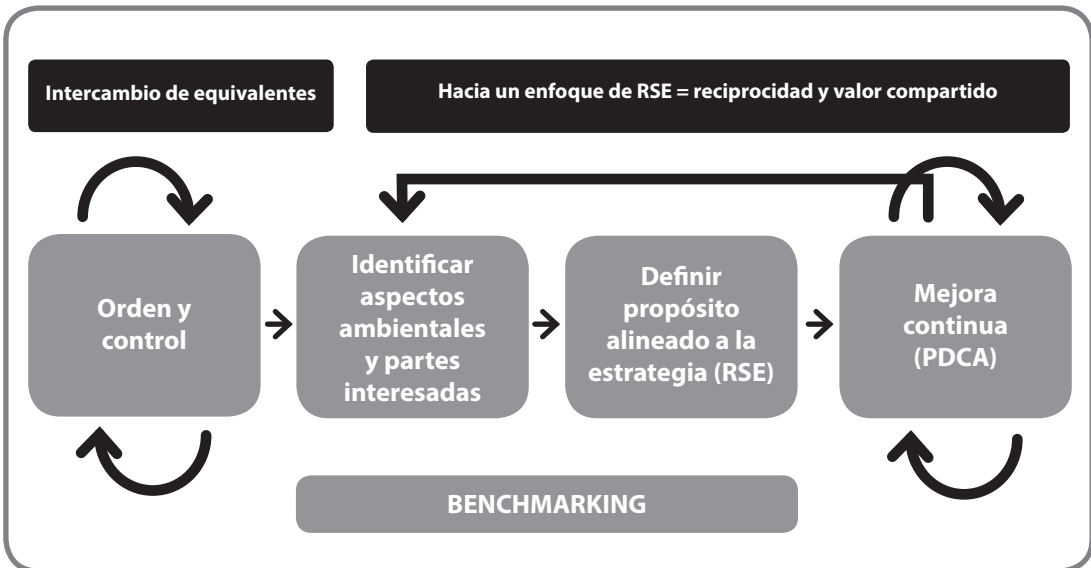 Intercambio de equivalentes
Hacia un enfoque de RSE = reciprocidad y valor compartido
Orden y
control
Identificar
aspectos
ambientales
y partes
interesadas
Definir
propósito
alineado a la
estrategia (RSE)
Mejora
continua
(PDCA)
BENCHMARKING